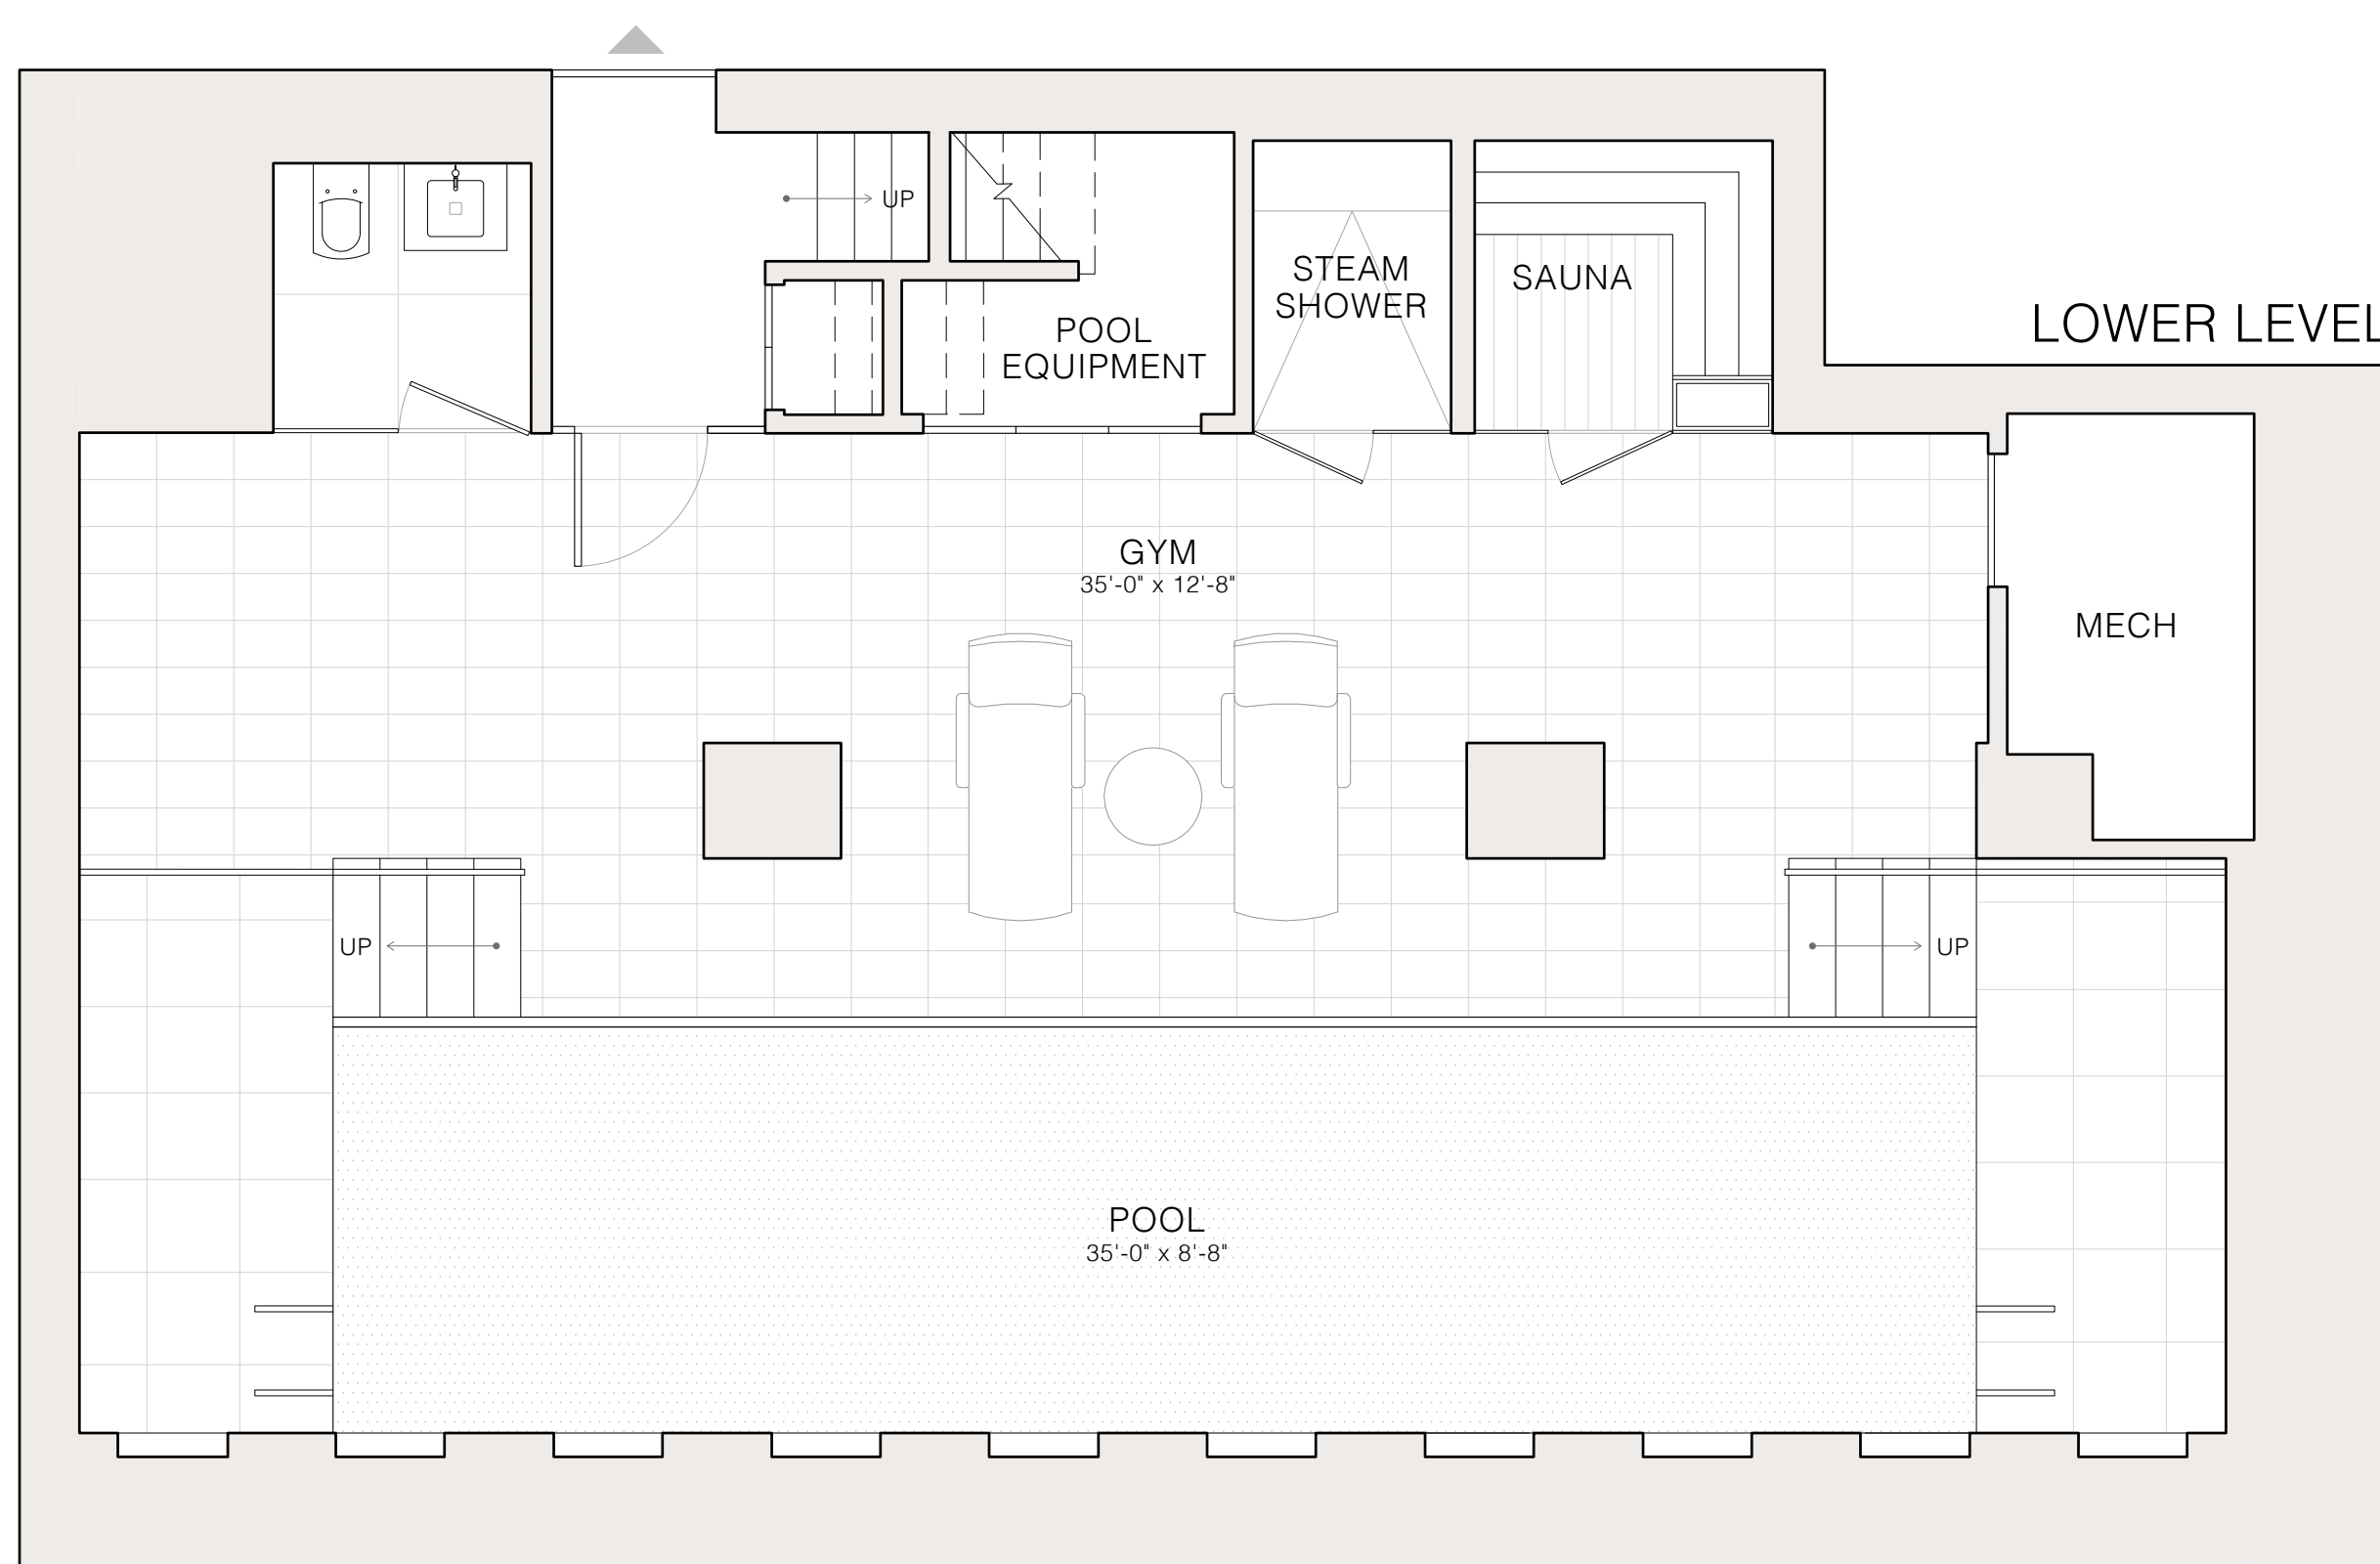 UP
STEAM
SHOWER
SAUNA
POOL
EQUIPMENT
LOWER LEVEL
GYM
35'-0" x 12'-8"
MECH
UP
UP
POOL
35'-0" x 8'-8"